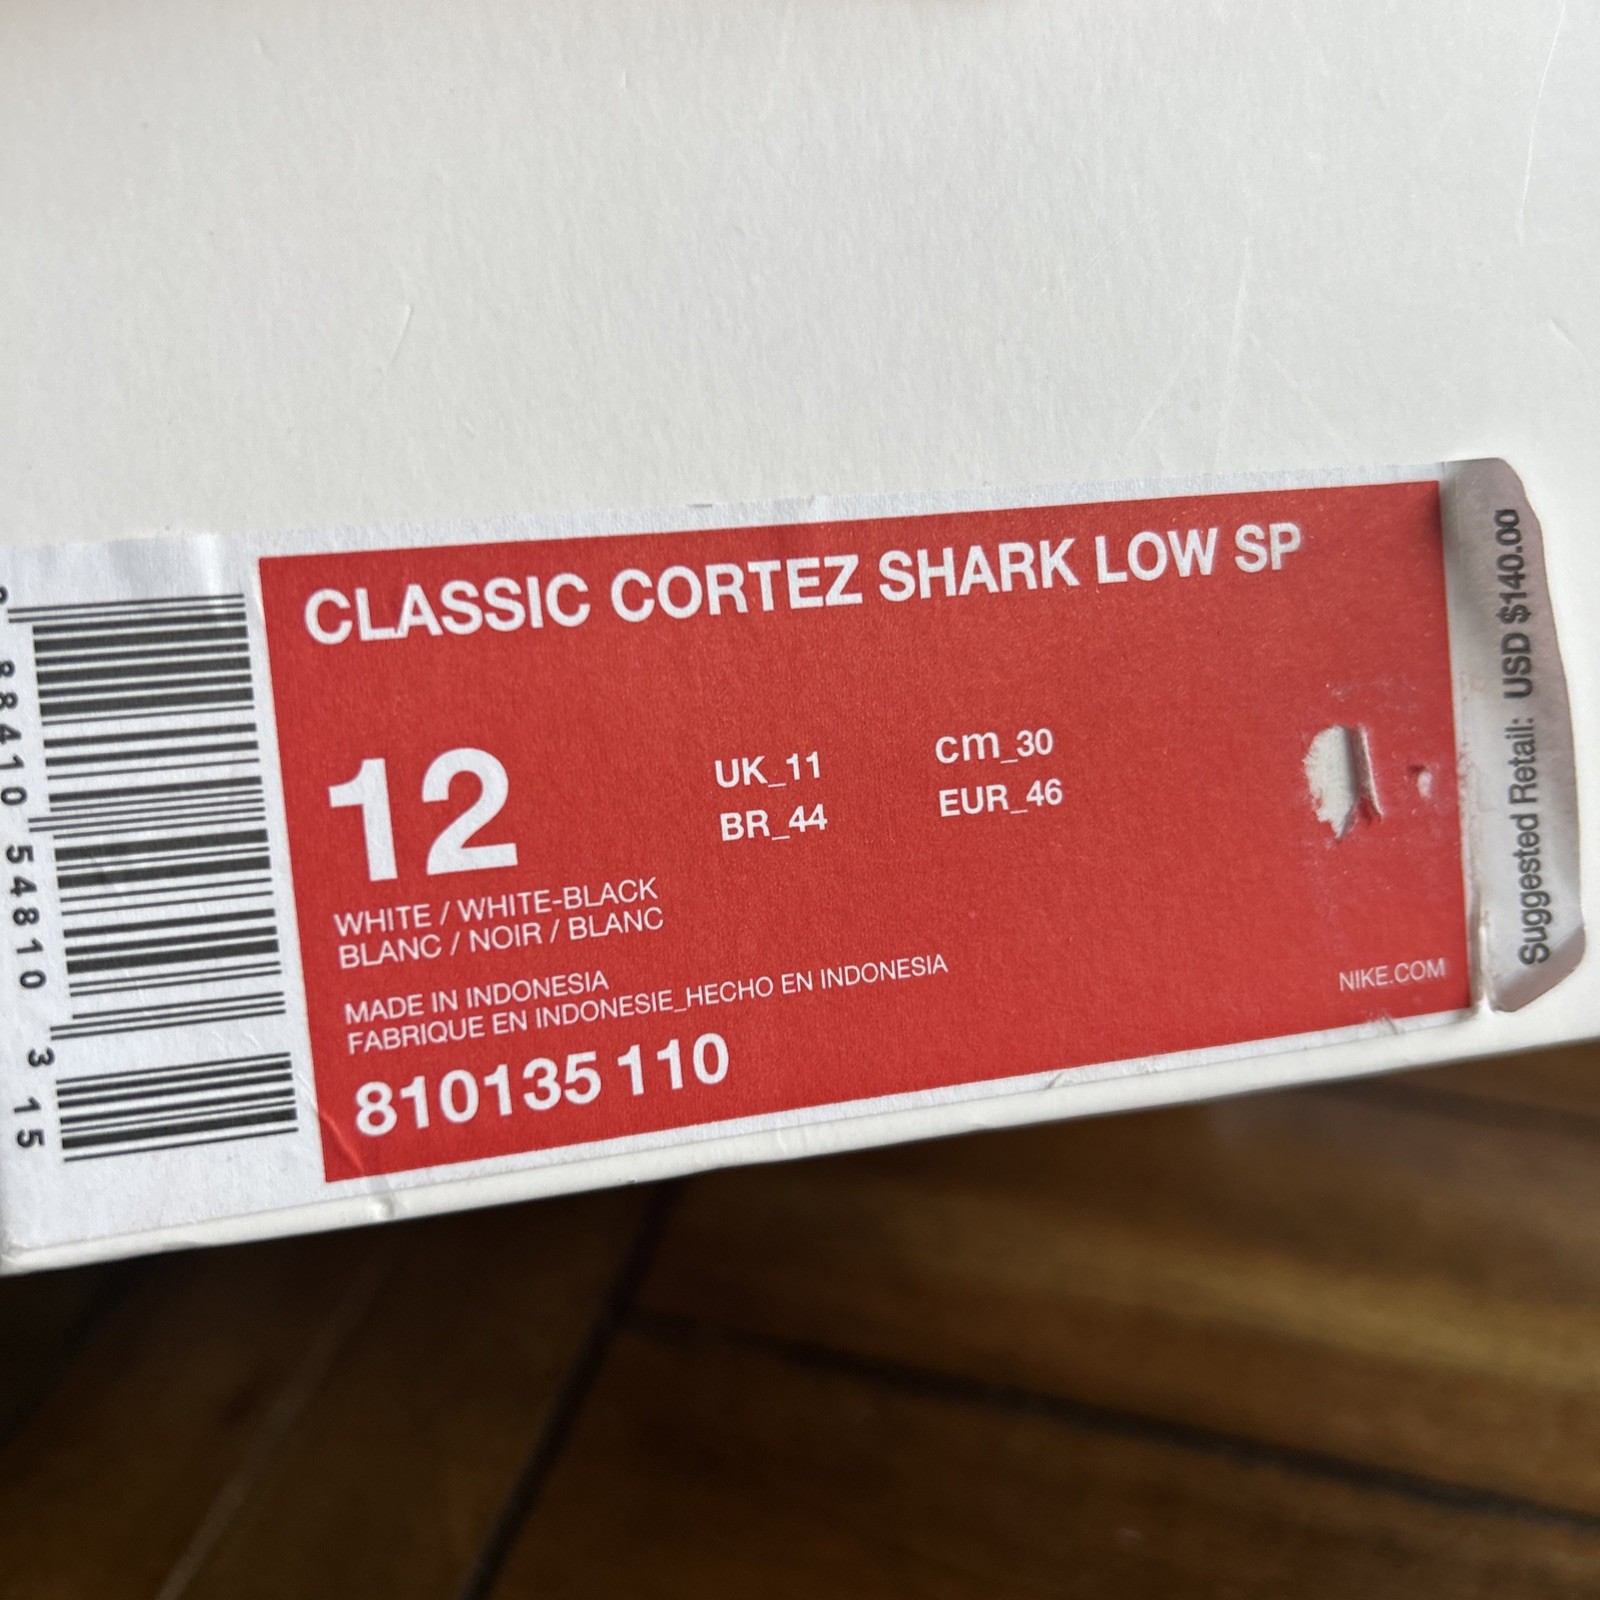 CLASSIC CORTEZ SHARK LOW SP
12
UK_11
cm_30
BR_44
EUR_46
WHITE / WHITE-BLACK
BLANC / NOIR / BLANC
MADE IN INDONESIA
FABRIQUE EN INDONESIE_HECHO EN INDONESIA
810135 110
NIKE.COM
Suggested Retail: USD $140.00
88410 54810 3 15